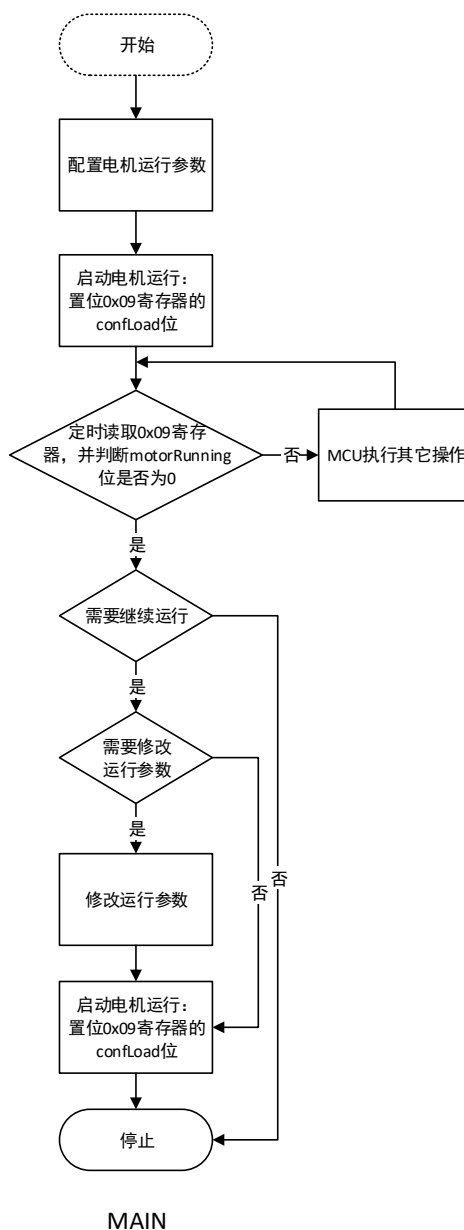 开始
配置电机运行参数
启动电机运行：
置位0x09寄存器的
confLoad位
定时读取0x09寄存
器，并判断motorRunning
位是否为0
否
MCU执行其它操作
是
需要继续运行
是
需要修改
运行参数
是
否
否
修改运行参数
启动电机运行：
置位0x09寄存器的
confLoad位
停止
MAIN